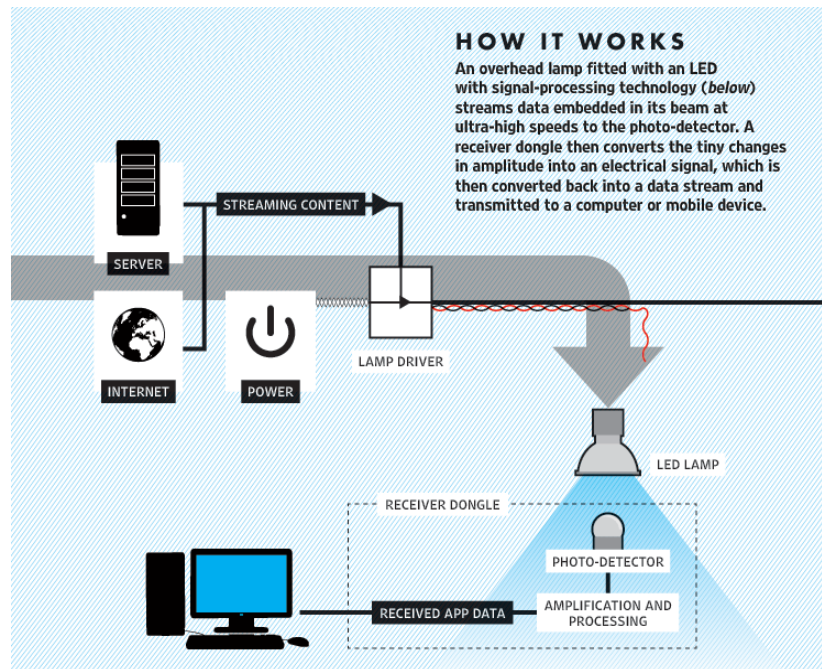 HOW IT WORKS
An overhead lamp fitted with an LED
with signal-processing technology (below)
streams data embedded in its beam at
ultra-high speeds to the photo-detector. A
receiver dongle then converts the tiny changes
in amplitude into an electrical signal, which is
then converted back into a data stream and
transmitted to a computer or mobile device.
STREAMING CONTENT
SERVER
INTERNET
POWER
LAMP DRIVER
LED LAMP
RECEIVER DONGLE
PHOTO-DETECTOR
RECEIVED APP DATA
AMPLIFICATION AND
PROCESSING